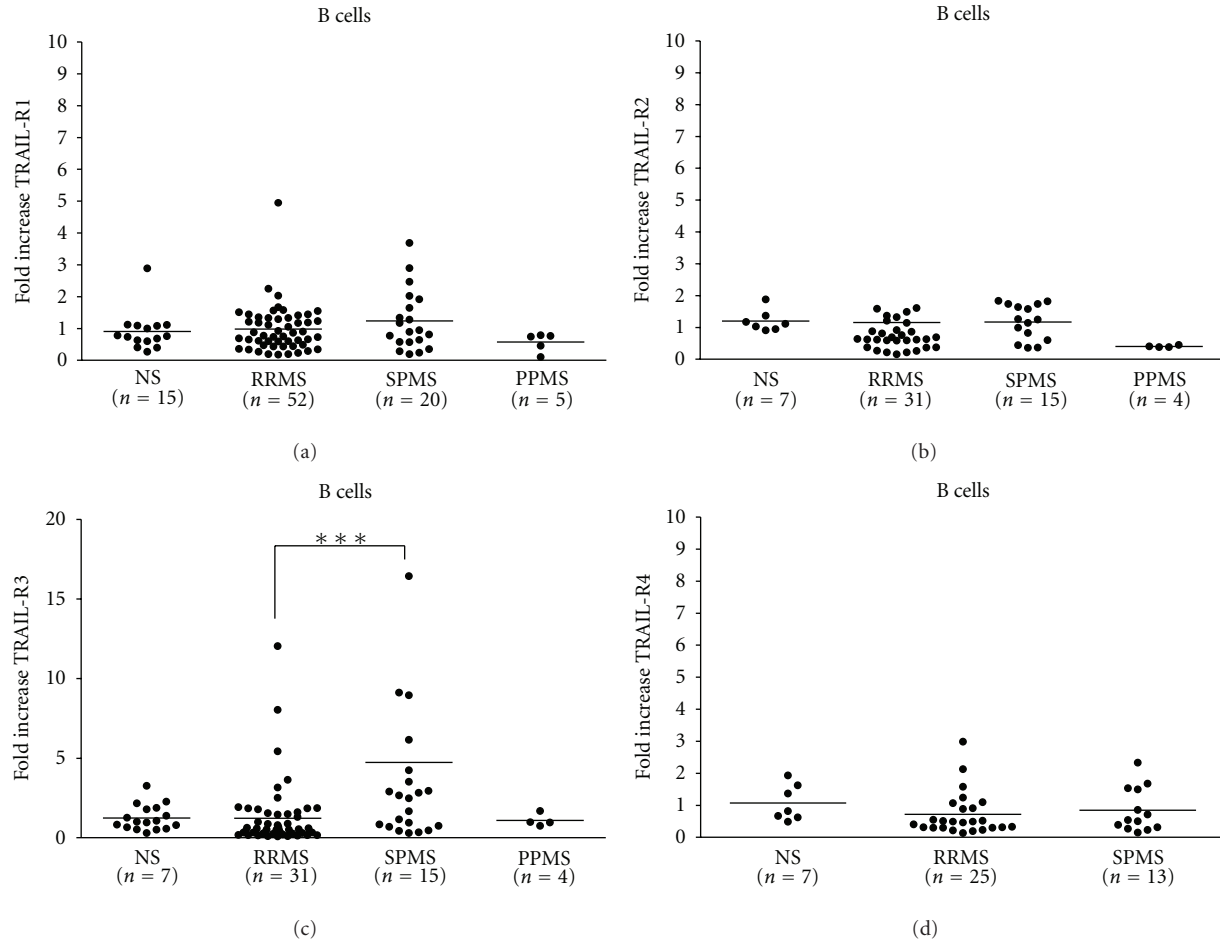 B cells
Fold increase TRAIL-R1
10
9
8
7
6
5
4
3
2
1
0
NS RRMS SPMS PPMS
(n = 15) (n = 52) (n = 20) (n = 5)
(a)
B cells
Fold increase TRAIL-R2
10
9
8
7
6
5
4
3
2
1
0
NS RRMS SPMS PPMS
(n = 7) (n = 31) (n = 15) (n = 4)
(b)
B cells
Fold increase TRAIL-R3
20
15
10
5
0
∗∗∗
NS RRMS SPMS PPMS
(n = 7) (n = 31) (n = 15) (n = 4)
(c)
B cells
Fold increase TRAIL-R4
10
9
8
7
6
5
4
3
2
1
0
NS RRMS SPMS
(n = 7) (n = 25) (n = 13)
(d)